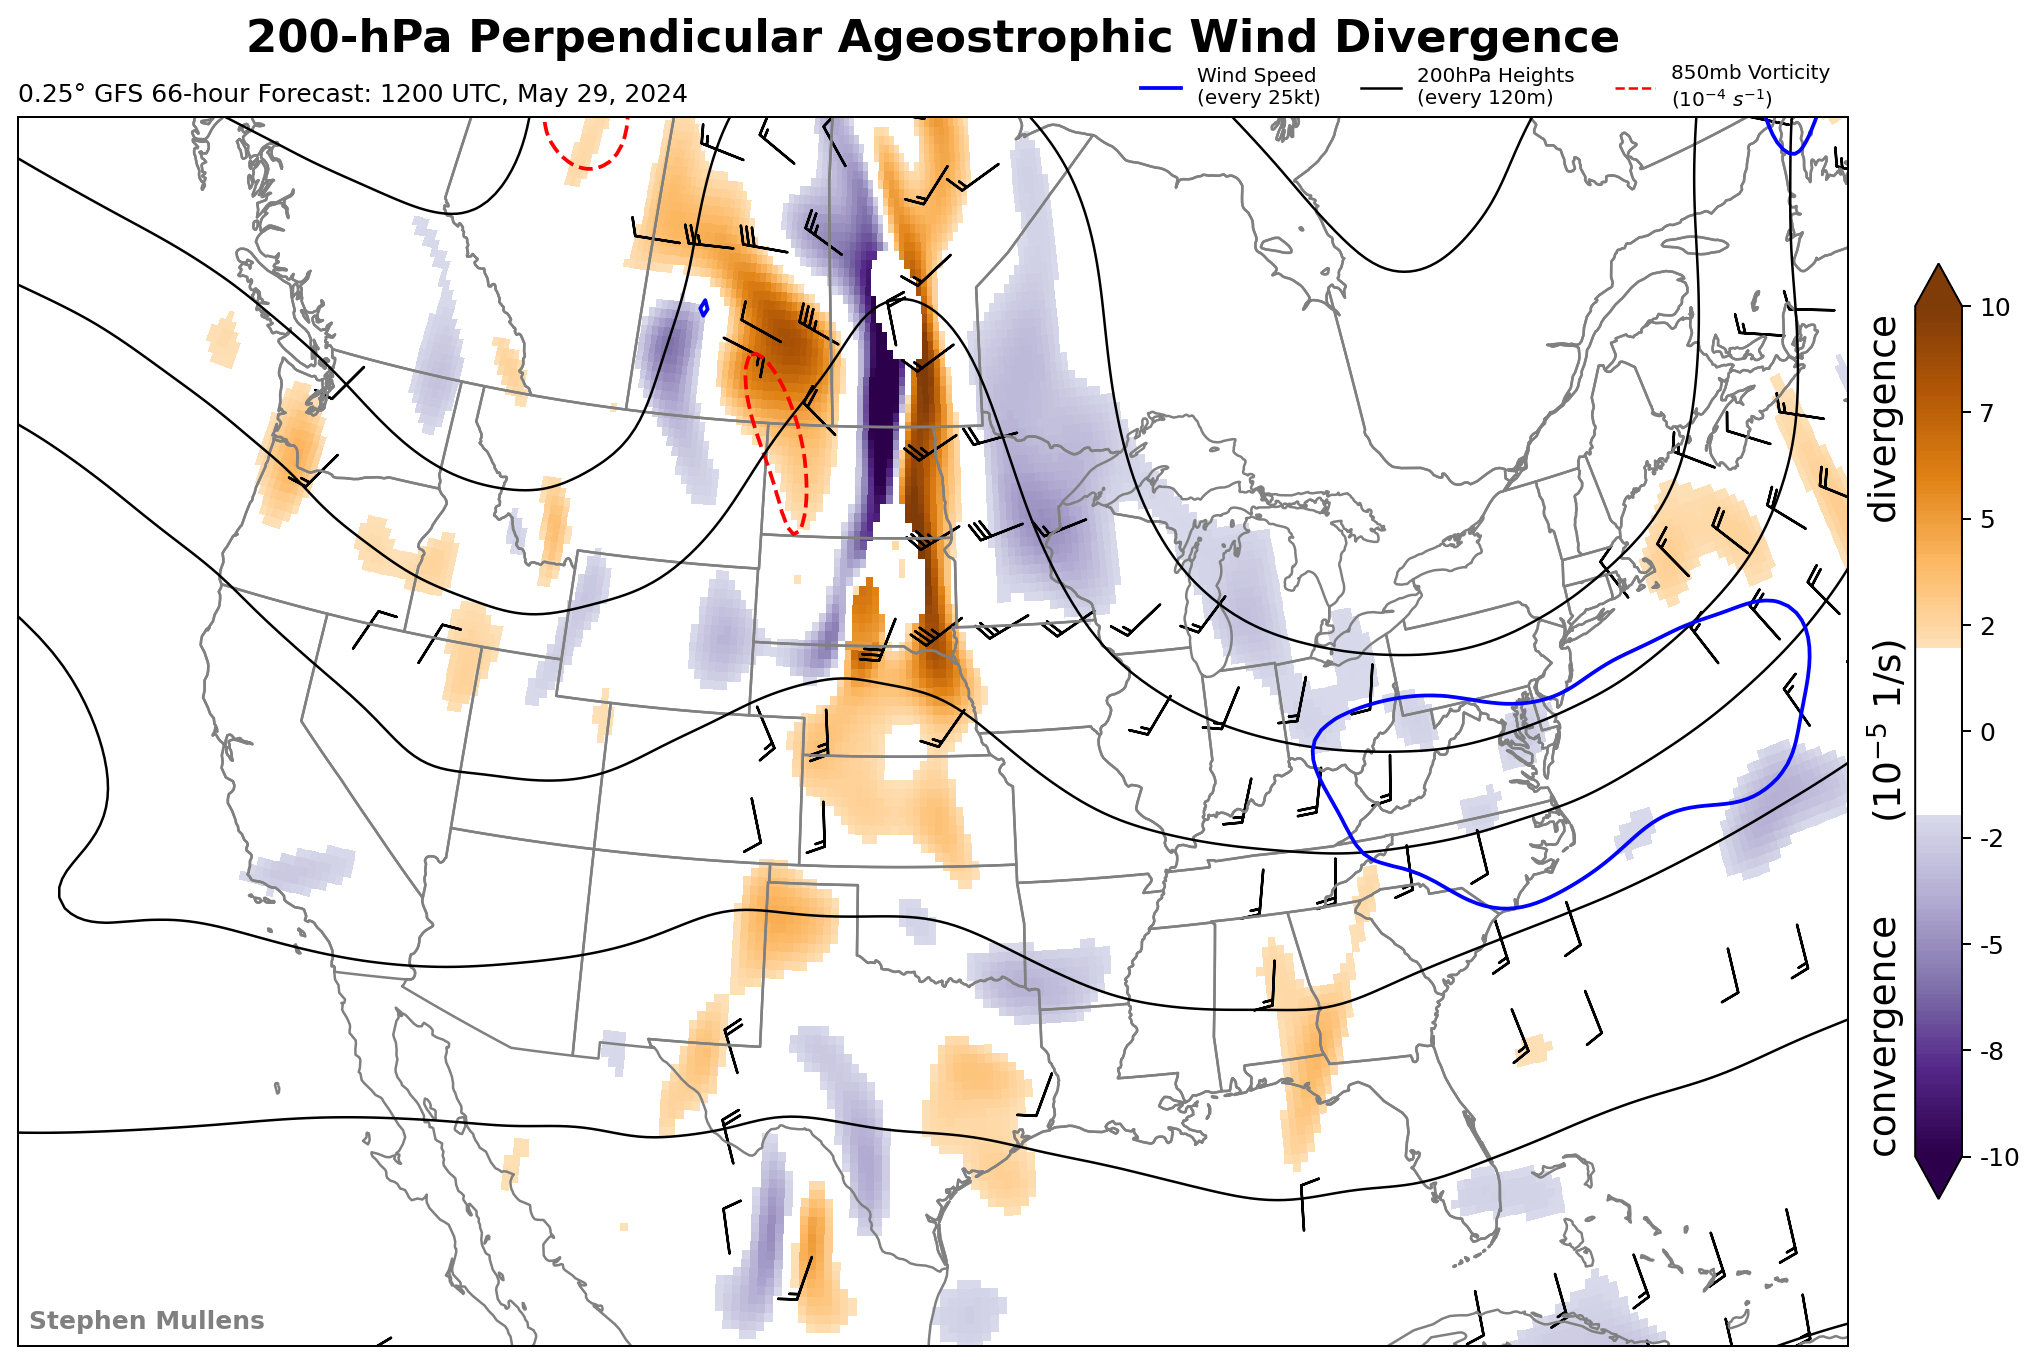 200-hPa Perpendicular Ageostrophic Wind Divergence
0.25° GFS 66-hour Forecast: 1200 UTC, May 29, 2024
Wind Speed
(every 25kt)
200hPa Heights
(every 120m)
850mb Vorticity
(10⁻⁴ s⁻¹)
10
7
5
2
0
-2
-5
-8
-10
convergence (10⁻⁵ 1/s) divergence
Stephen Mullens